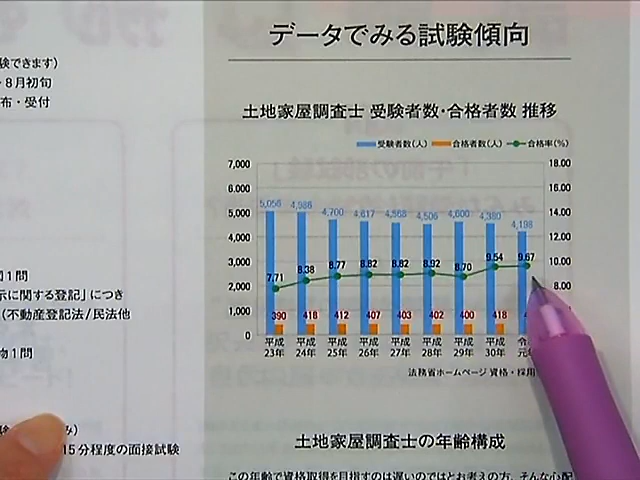 験できます)
8月初旬
布・受付
図1問
示に関する登記」につき
(不動産登記法/民法他
物1問
み)
15分程度の面接試験
データでみる試験傾向
土地家屋調査士 受験者数・合格者数 推移
受験者数(人) 合格者数(人) 合格率(%)
7,000 18.00
6,000 16.00
5,000 14.00
4,000 12.00
3,000 10.00
2,000 8.00
1,000
0
5,056 4,986 4,700 4,617 4,568 4,506 4,600 4,380 4,198
7.71 8.38 8.77 8.82 8.82 8.92 8.70 9.54 9.67
390 418 412 407 403 402 400 418
平成 平成 平成 平成 平成 平成 平成 平成 令
23年 24年 25年 26年 27年 28年 29年 30年 元
法務省ホームページ 資格・採用
土地家屋調査士の年齢構成
この年齢で資格取得を目指すのは遅いのではとお考えの方、そんな心配